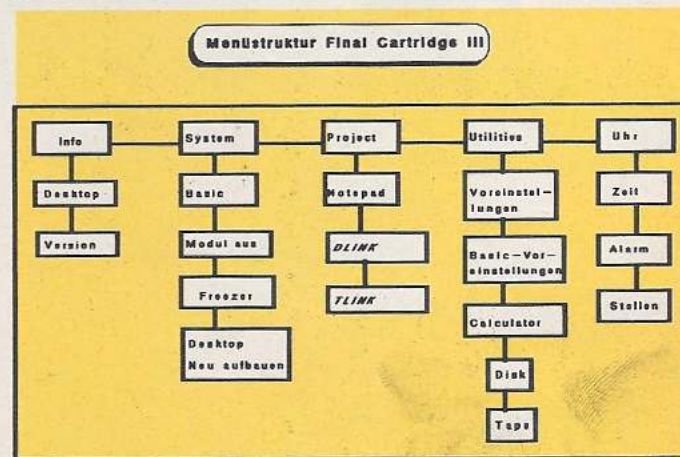 Menüstruktur Final Cartridge III
Info
Desktop
Version
System
Basic
Modul aus
Freezer
Desktop
Neu aufbauen
Project
Notepad
DLINK
TLINK
Utilities
Voreinstel-
lungen
Basic-Vor-
einstellungen
Calculator
Disk
Tape
Uhr
Zeit
Alarm
Stellen